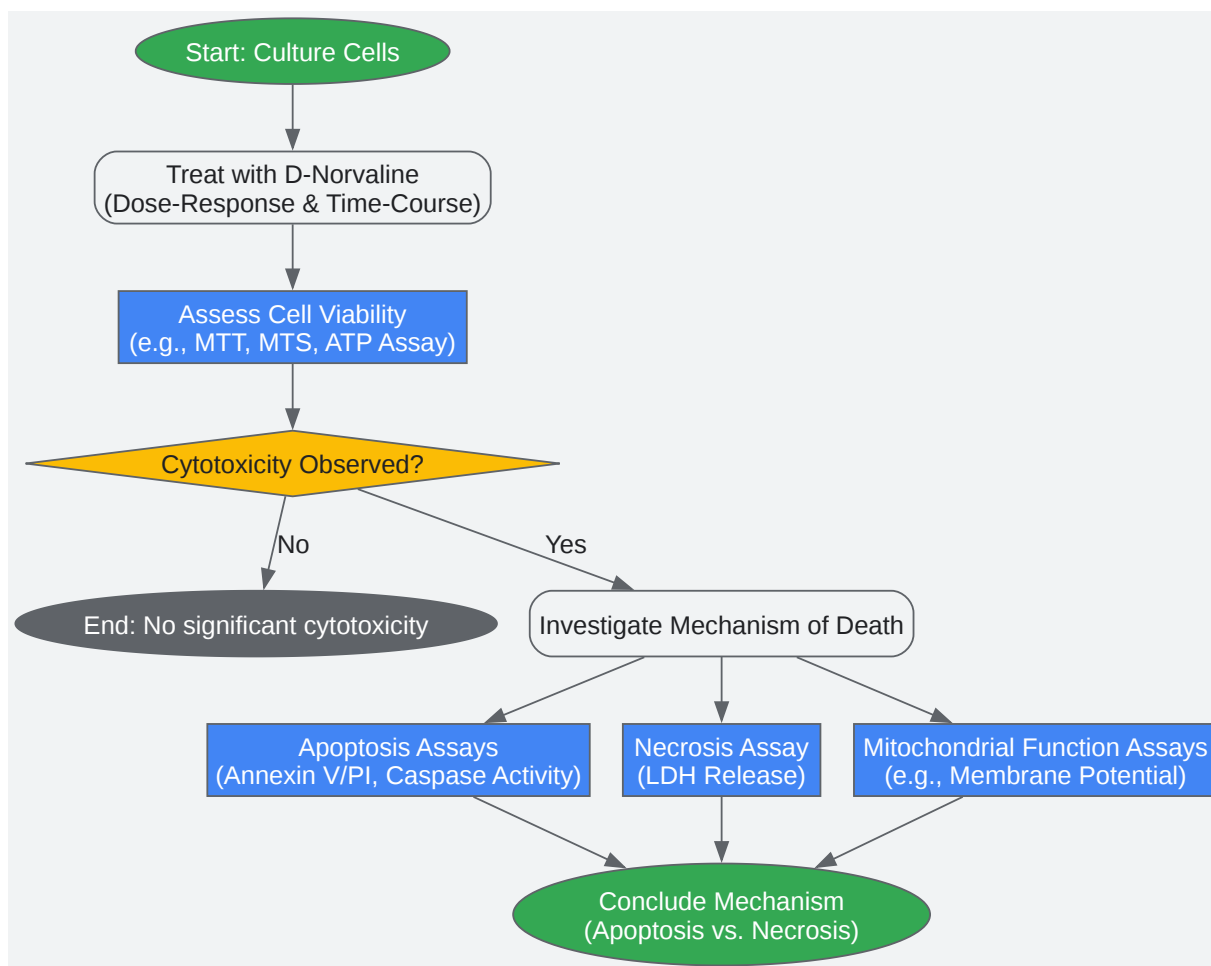 Start: Culture Cells
Treat with D-Norvaline
(Dose-Response & Time-Course)
Assess Cell Viability
(e.g., MTT, MTS, ATP Assay)
Cytotoxicity Observed?
No
Yes
End: No significant cytotoxicity
Investigate Mechanism of Death
Apoptosis Assays
(Annexin V/PI, Caspase Activity)
Necrosis Assay
(LDH Release)
Mitochondrial Function Assays
(e.g., Membrane Potential)
Conclude Mechanism
(Apoptosis vs. Necrosis)